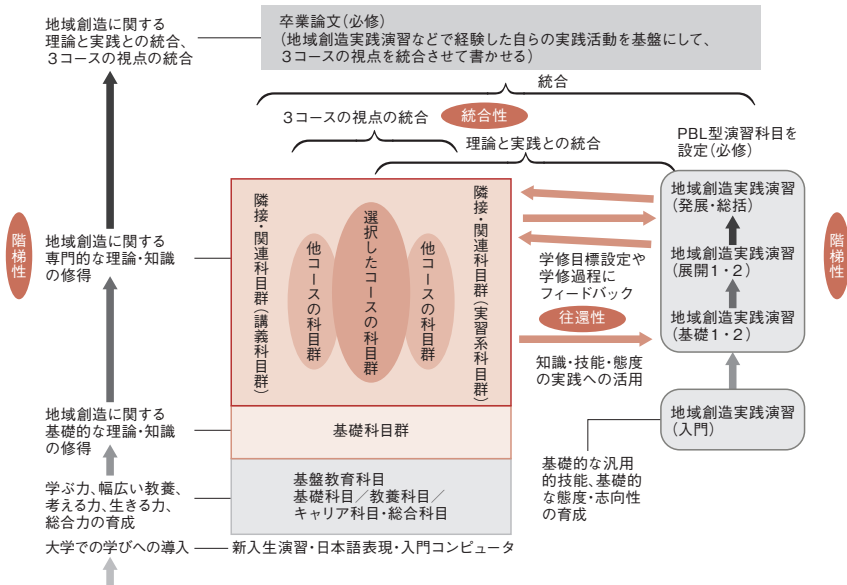 地域創造に関する
理論と実践との統合、
3コースの視点の統合
卒業論文(必修)
(地域創造実践演習などで経験した自らの実践活動を基盤にして、
3コースの視点を統合させて書かせる)
統合
3コースの視点の統合
統合性
理論と実践との統合
PBL型演習科目を
設定(必修)
階梯性
地域創造に関する
専門的な理論・知識
の修得
隣接・関連科目群(講義科目群)
他コースの科目群
選択したコースの科目群
他コースの科目群
隣接・関連科目群(実習系科目群)
学修目標設定や
学修過程に
フィードバック
往還性
知識・技能・態度
の実践への活用
地域創造実践演習
(発展・総括)
地域創造実践演習
(展開1・2)
地域創造実践演習
(基礎1・2)
階梯性
地域創造に関する
基礎的な理論・知識
の修得
基礎科目群
地域創造実践演習
(入門)
学ぶ力、幅広い教養、
考える力、生きる力、
総合力の育成
基盤教育科目
基礎科目/教養科目/
キャリア科目・総合科目
基礎的な汎用
的技能、基礎的
な態度・志向性
の育成
大学での学びへの導入
新入生演習・日本語表現・入門コンピュータ